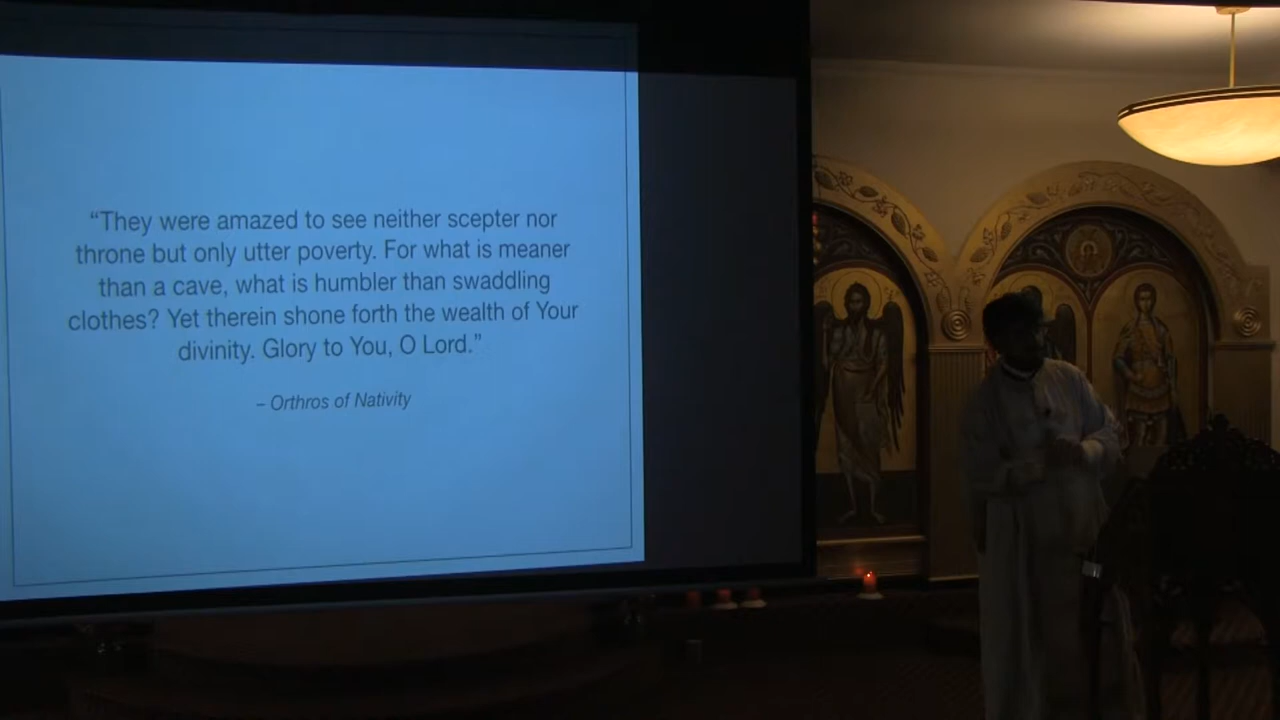 “They were amazed to see neither scepter nor
throne but only utter poverty. For what is meaner
than a cave, what is humbler than swaddling
clothes? Yet therein shone forth the wealth of Your
divinity. Glory to You, O Lord.”
– Orthros of Nativity